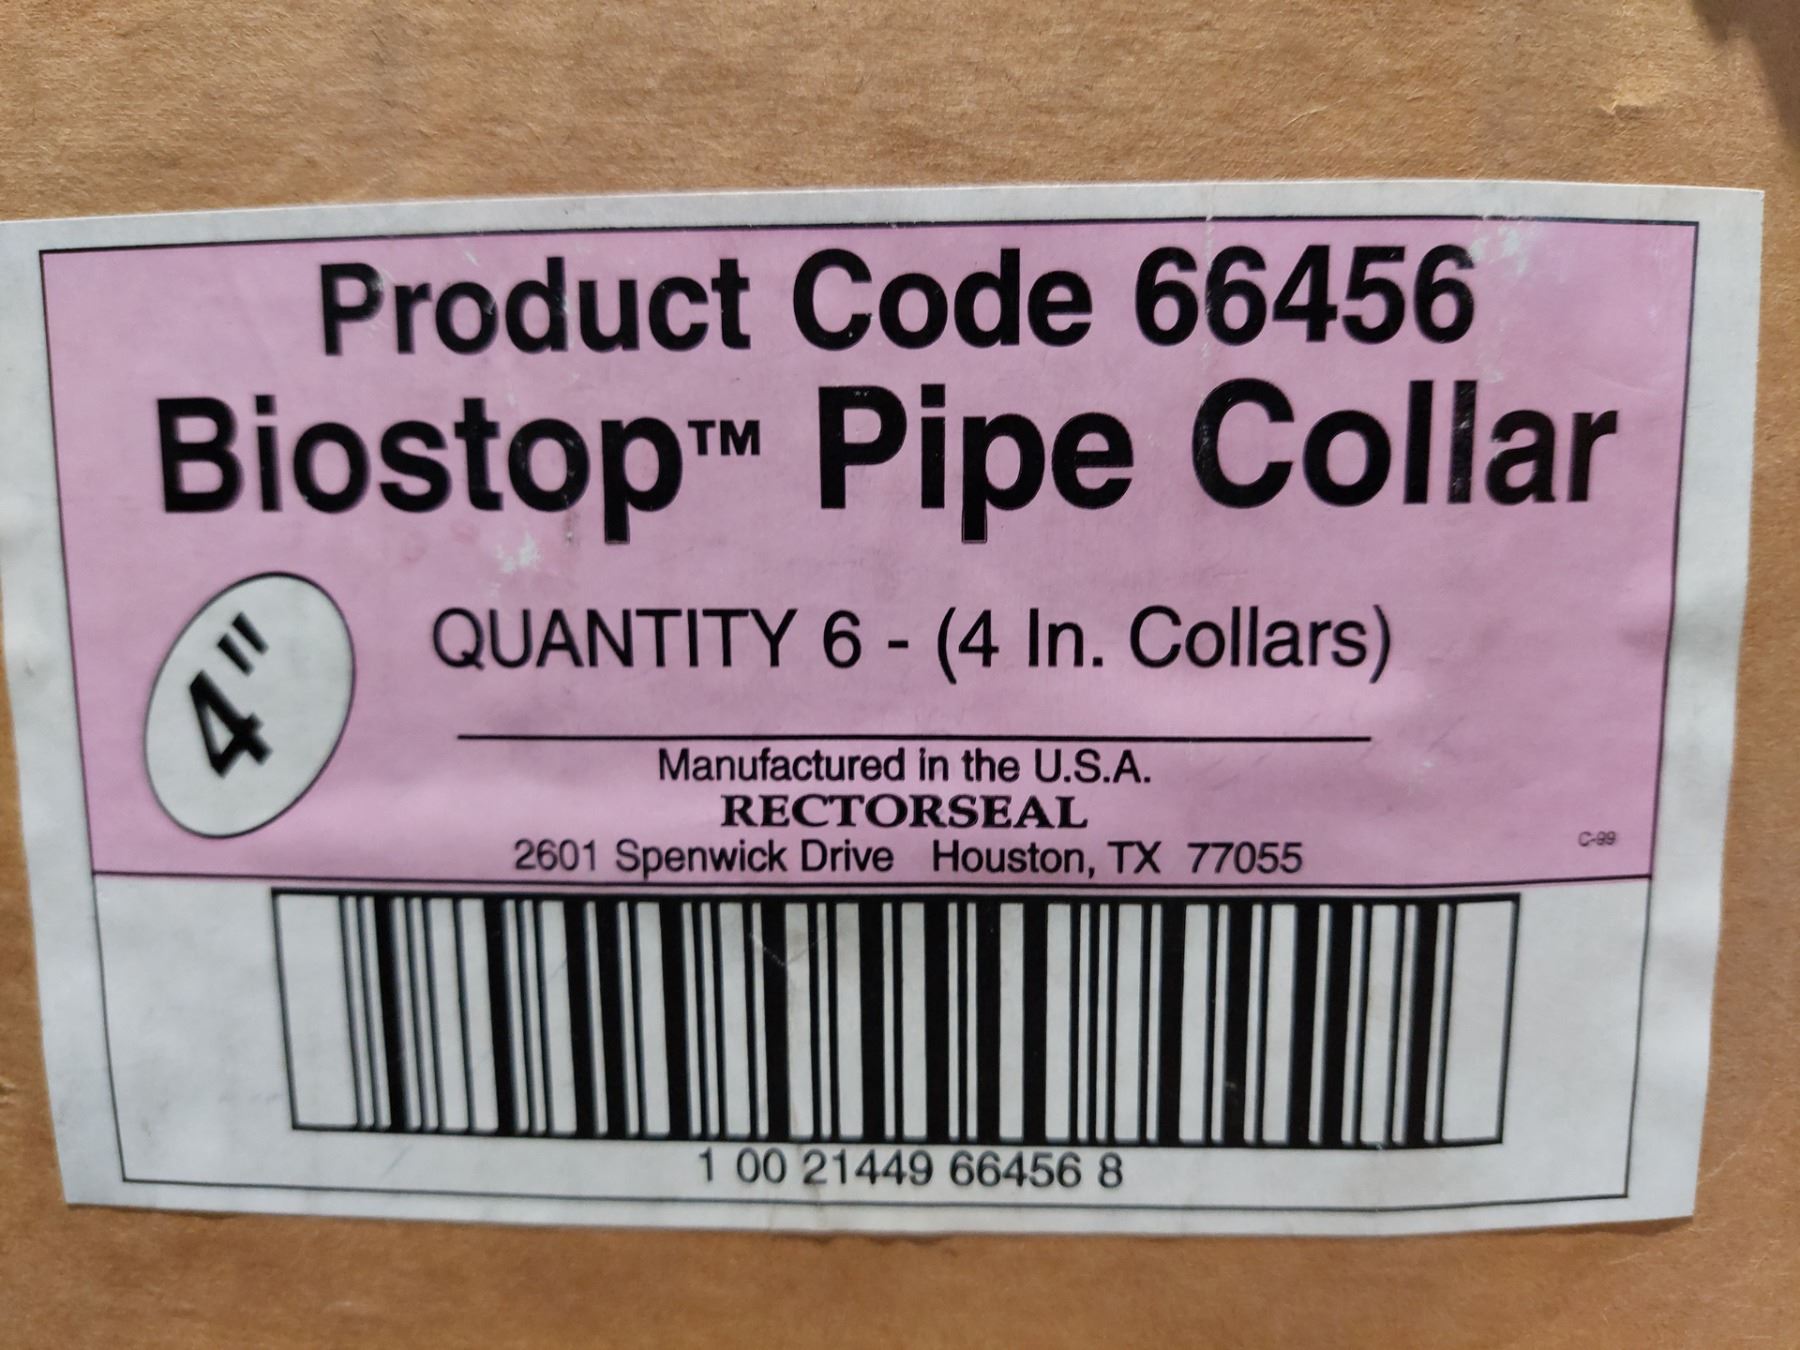 Product Code 66456
Biostop™ Pipe Collar
4"
QUANTITY 6 - (4 In. Collars)
Manufactured in the U.S.A.
RECTORSEAL
2601 Spenwick Drive Houston, TX 77055
C-99
1 00 21449 66456 8